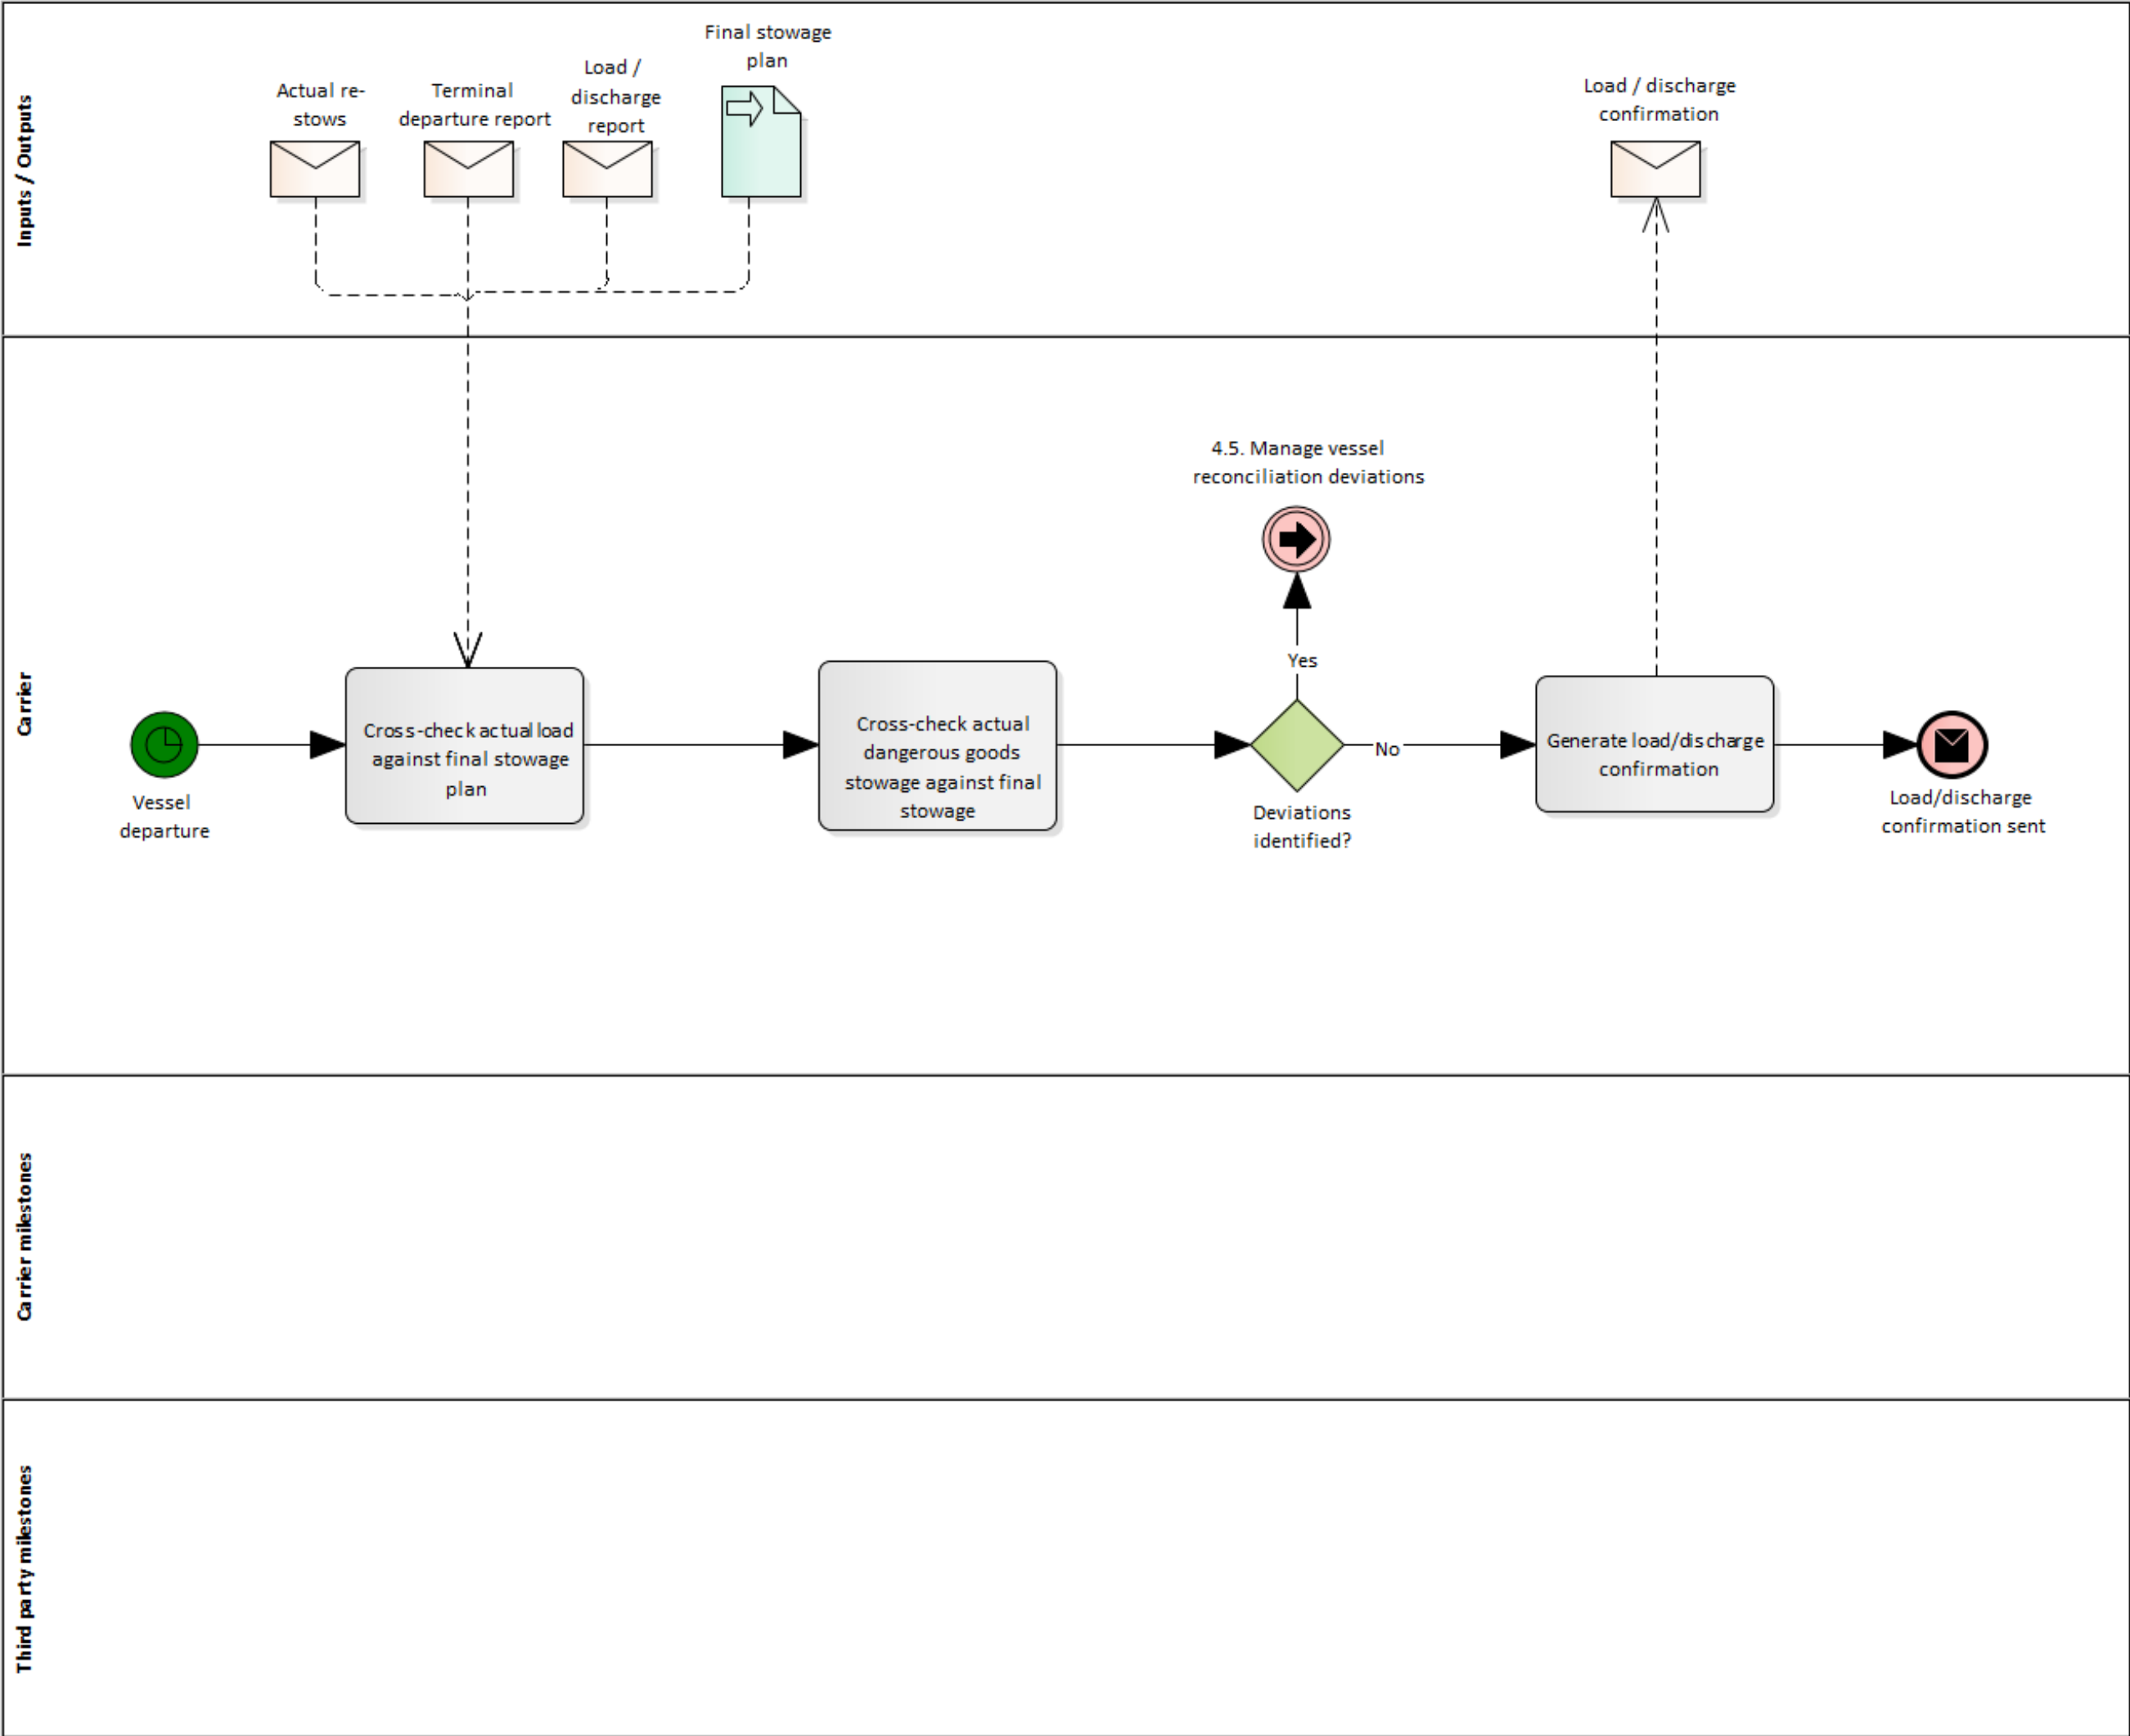 Inputs / Outputs
Actual re-
stows
Terminal
departure report
Load /
discharge
report
Final stowage
plan
Load / discharge
confirmation
Carrier
4.5. Manage vessel
reconciliation deviations
Yes
Vessel
departure
Cross-check actual load
against final stowage
plan
Cross-check actual
dangerous goods
stowage against final
stowage
Deviations
identified?
No
Generate load/discharge
confirmation
Load/discharge
confirmation sent
Carrier milestones
Third party milestones